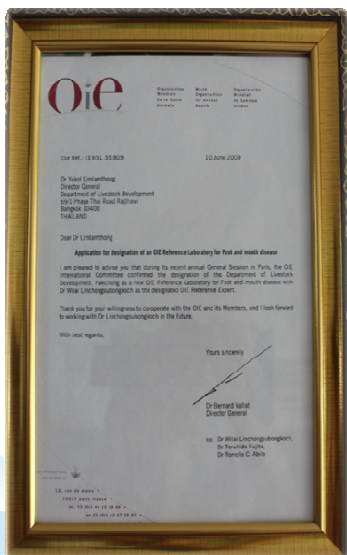 Oie
Organisation World Organización
Mondiale Organisation Mundial
de la Santé for Animal de Sanidad
Animale Health Animal
Our Ref.: 10 June 2009
Dr Yukol Limlamthong
Director General
Department of Livestock Development
69/1 Phaya Thai Road Rajthevi
Bangkok 10400
THAILAND
Dear Dr Limlamthong
Application for designation of an OIE Reference Laboratory for Foot and mouth disease
I am pleased to advise you that during its recent annual General Session in Paris, the OIE
International Committee confirmed the designation of the Department of Livestock
Development, Pakchong as a new OIE Reference Laboratory for Foot and mouth disease with
Dr Wilai Linchongsubongkoch as the designated OIE Reference Expert.
Thank you for your willingness to co-operate with the OIE and its Members, and I look forward
to working with Dr Linchongsubongkoch in the future.
With best regards,
Yours sincerely
Dr Bernard Vallat
Director General
cc: Dr Wilai Linchongsubongkoch,
Dr Teruhide Fujita,
Dr Ronello C. Abila
12, rue de prony
75017 paris france